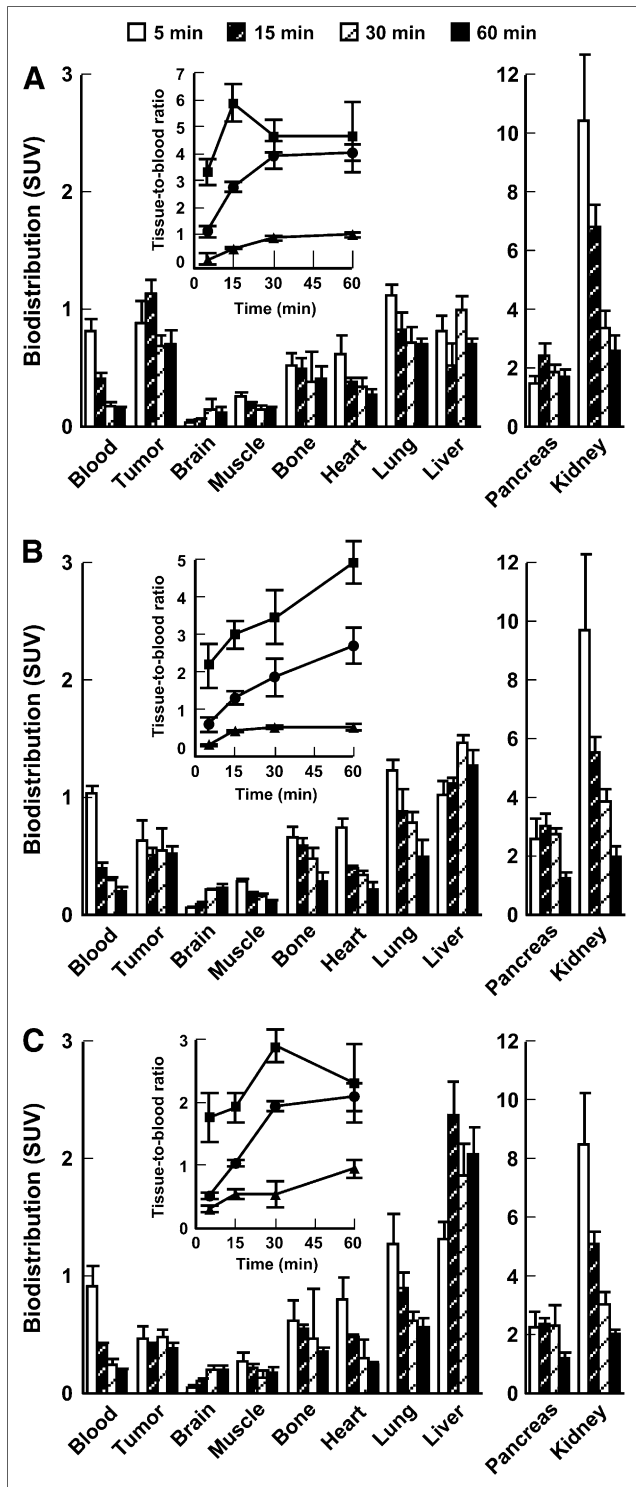 5 min 15 min 30 min 60 min
A
Biodistribution (SUV)
3
2
1
0
Tissue-to-blood ratio
7
6
5
4
3
2
1
0
0 15 30 45 60
Time (min)
12
10
8
6
4
2
0
Blood Tumor Brain Muscle Bone Heart Lung Liver Pancreas Kidney
B
Biodistribution (SUV)
3
2
1
0
Tissue-to-blood ratio
5
4
3
2
1
0
0 15 30 45 60
Time (min)
12
10
8
6
4
2
0
Blood Tumor Brain Muscle Bone Heart Lung Liver Pancreas Kidney
C
Biodistribution (SUV)
3
2
1
0
Tissue-to-blood ratio
3
2
1
0
0 15 30 45 60
Time (min)
12
10
8
6
4
2
0
Blood Tumor Brain Muscle Bone Heart Lung Liver Pancreas Kidney